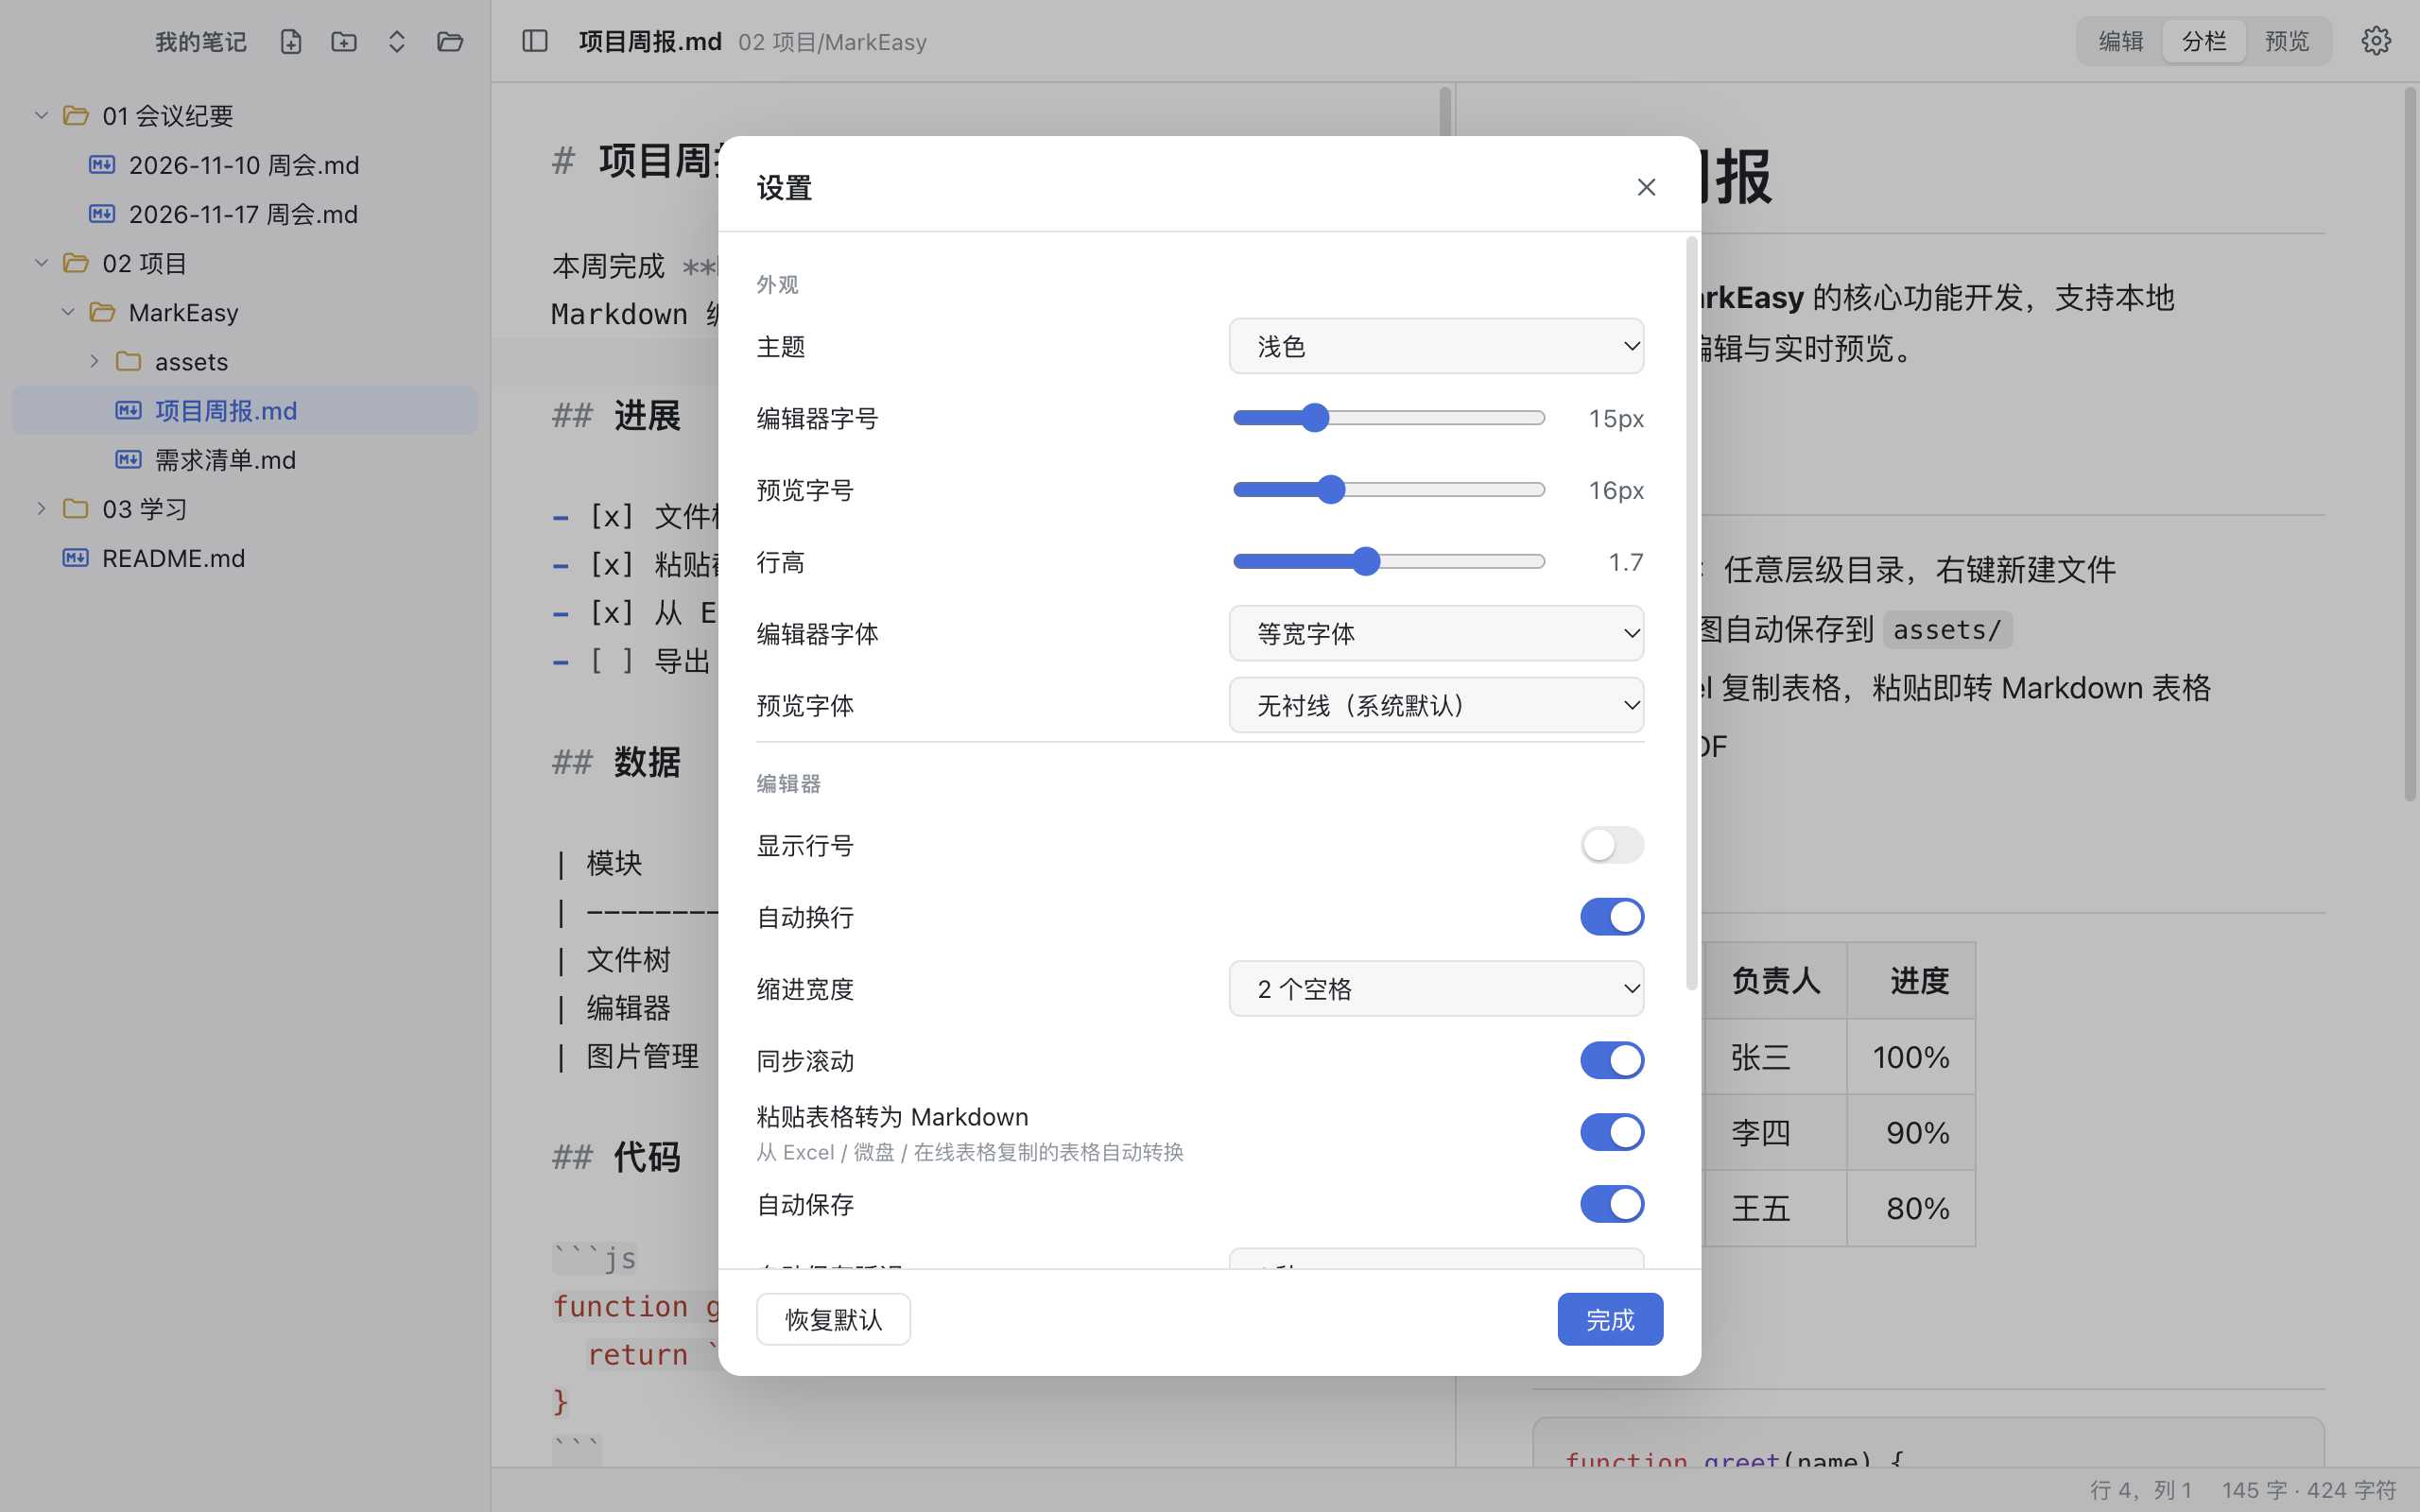 我的笔记
项目周报.md 02 项目/MarkEasy
编辑 分栏 预览
01 会议纪要
2026-11-10 周会.md
2026-11-17 周会.md
02 项目
MarkEasy
assets
项目周报.md
需求清单.md
03 学习
README.md
# 项目周
本周完成 **
Markdown 编
## 进展
- [x] 文件
- [x] 粘贴
- [x] 从 E
- [ ] 导出
## 数据
| 模块
| --------
| 文件树
| 编辑器
| 图片管理
## 代码
```js
function g
return `
}
```
设置
外观
主题 浅色
编辑器字号 15px
预览字号 16px
行高 1.7
编辑器字体 等宽字体
预览字体 无衬线（系统默认）
编辑器
显示行号
自动换行
缩进宽度 2 个空格
同步滚动
粘贴表格转为 Markdown
从 Excel / 微盘 / 在线表格复制的表格自动转换
自动保存
恢复默认 完成
报
rkEasy 的核心功能开发，支持本地
编辑与实时预览。
任意层级目录，右键新建文件
图自动保存到 assets/
el 复制表格，粘贴即转 Markdown 表格
DF
负责人 进度
张三 100%
李四 90%
王五 80%
function greet(name) {
行 4，列 1 145 字 · 424 字符